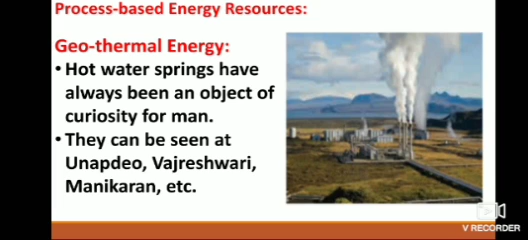 Process-based Energy Resources:
Geo-thermal Energy:
• Hot water springs have
always been an object of
curiosity for man.
• They can be seen at
Unapdeo, Vajreshwari,
Manikaran, etc.
V RECORDER